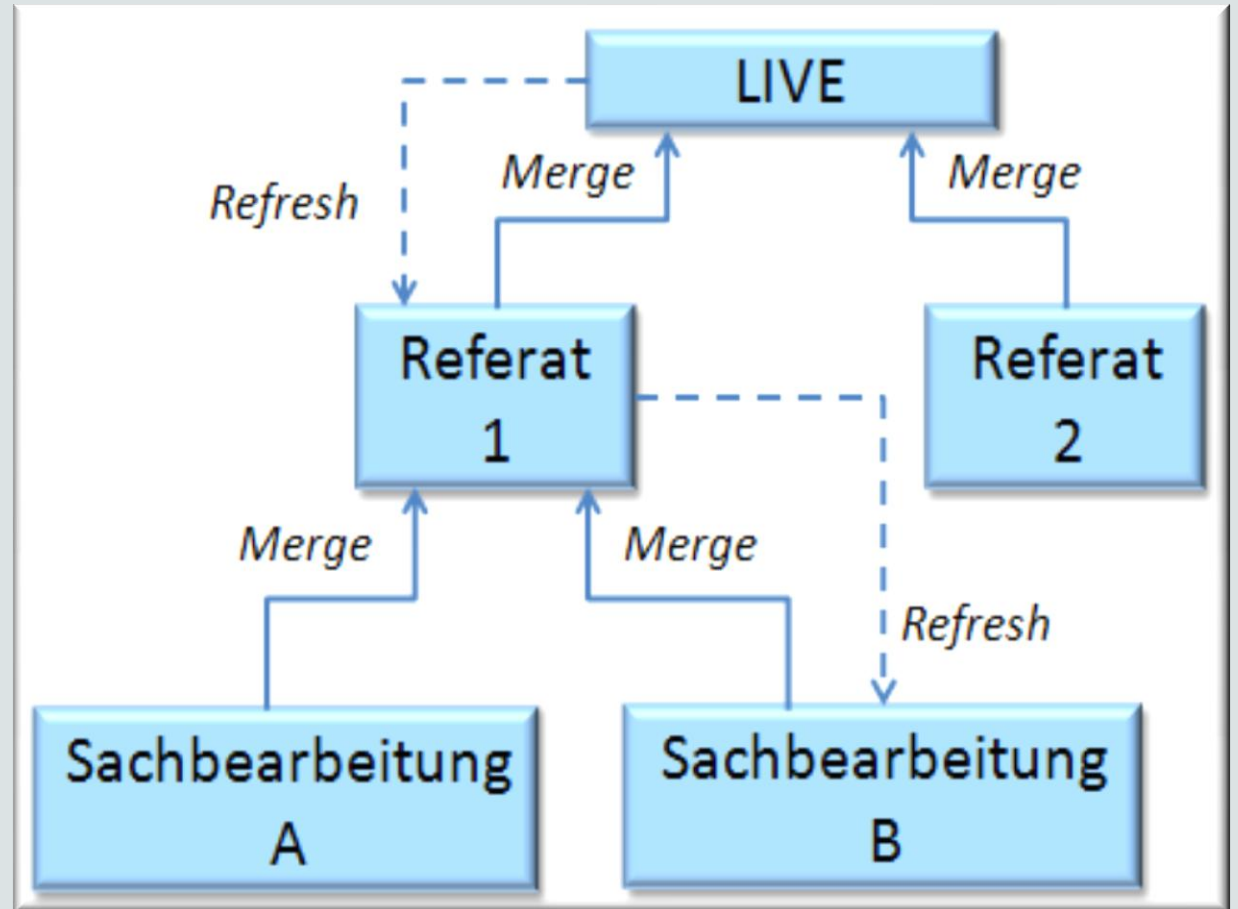 LIVE
Merge
Merge
Refresh
Referat
1
Referat
2
Merge
Merge
Refresh
Sachbearbeitung
A
Sachbearbeitung
B